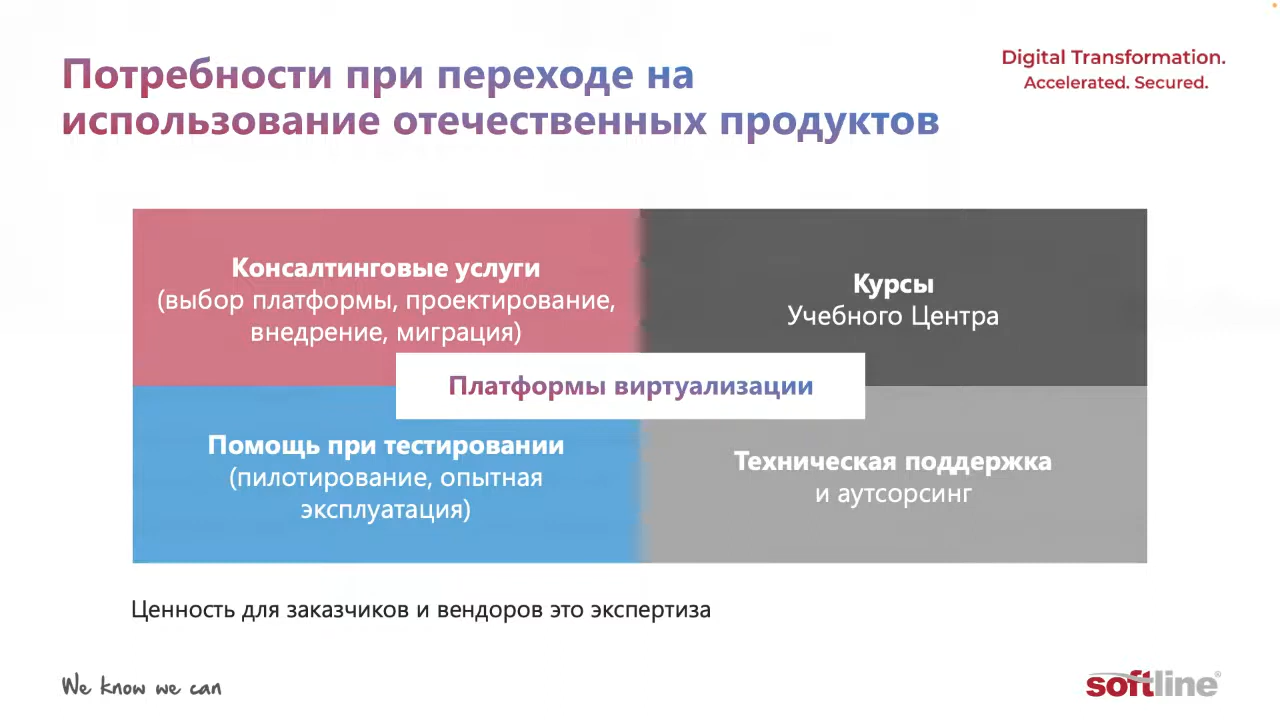 Потребности при переходе на
использование отечественных продуктов
Digital Transformation.
Accelerated. Secured.
Консалтинговые услуги
(выбор платформы, проектирование,
внедрение, миграция)
Курсы
Учебного Центра
Платформы виртуализации
Помощь при тестировании
(пилотирование, опытная
эксплуатация)
Техническая поддержка
и аутсорсинг
Ценность для заказчиков и вендоров это экспертиза
We know we can
softline®